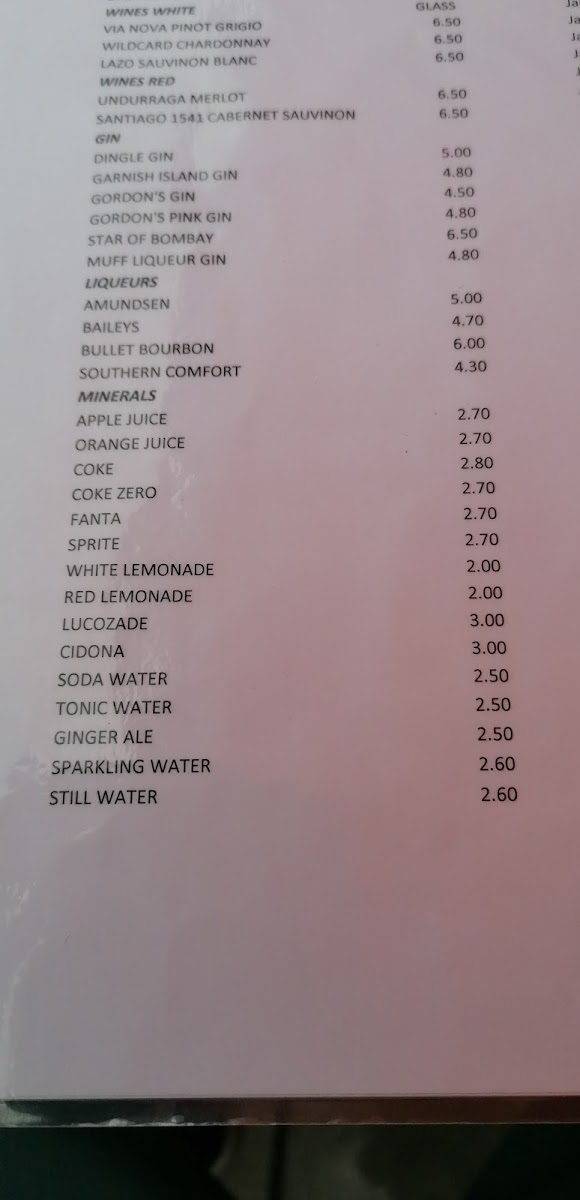 WINES WHITE GLASS
VIA NOVA PINOT GRIGIO 6.50 Ja
WILDCARD CHARDONNAY 6.50 Ja
LAZO SAUVINON BLANC 6.50
WINES RED
UNDURRAGA MERLOT 6.50
SANTIAGO 1541 CABERNET SAUVINON 6.50
GIN
DINGLE GIN 5.00
GARNISH ISLAND GIN 4.80
GORDON'S GIN 4.50
GORDON'S PINK GIN 4.80
STAR OF BOMBAY 6.50
MUFF LIQUEUR GIN 4.80
LIQUEURS
AMUNDSEN 5.00
BAILEYS 4.70
BULLET BOURBON 6.00
SOUTHERN COMFORT 4.30
MINERALS
APPLE JUICE 2.70
ORANGE JUICE 2.70
COKE 2.80
COKE ZERO 2.70
FANTA 2.70
SPRITE 2.70
WHITE LEMONADE 2.00
RED LEMONADE 2.00
LUCOZADE 3.00
CIDONA 3.00
SODA WATER 2.50
TONIC WATER 2.50
GINGER ALE 2.50
SPARKLING WATER 2.60
STILL WATER 2.60